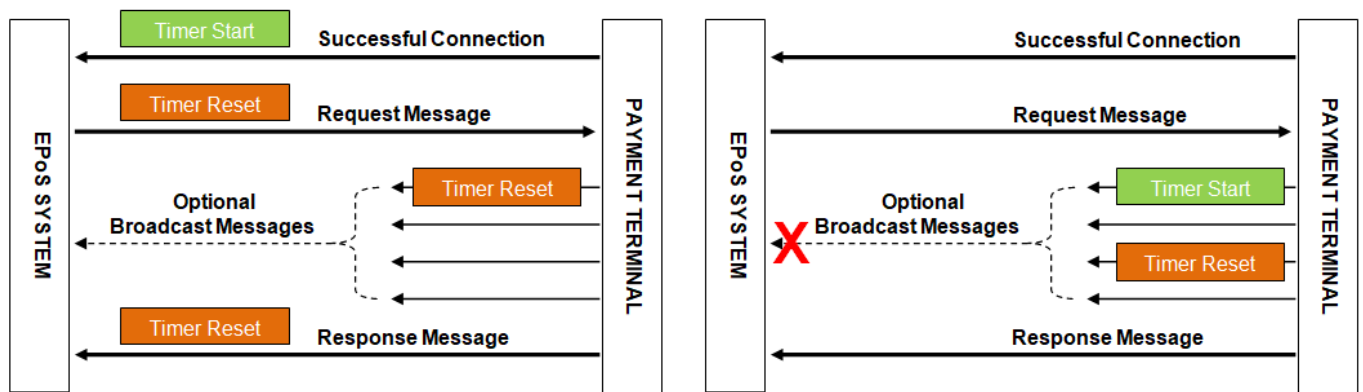 Timer Start
Successful Connection
Timer Reset
Request Message
EPoS SYSTEM
PAYMENT TERMINAL
Timer Reset
Optional
Broadcast Messages
Timer Reset
Response Message
Successful Connection
Request Message
EPoS SYSTEM
PAYMENT TERMINAL
Timer Start
Optional
Broadcast Messages
X
Timer Reset
Response Message